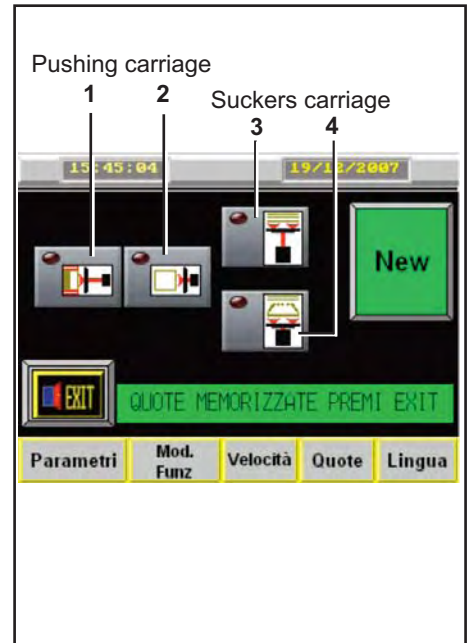 Pushing carriage
1 2
Suckers carriage
3 4
15:45:04 19/12/2007
New
EXIT QUOTE MEMORIZZATE PREMI EXIT
Parametri Mod. Funz Velocità Quote Lingua